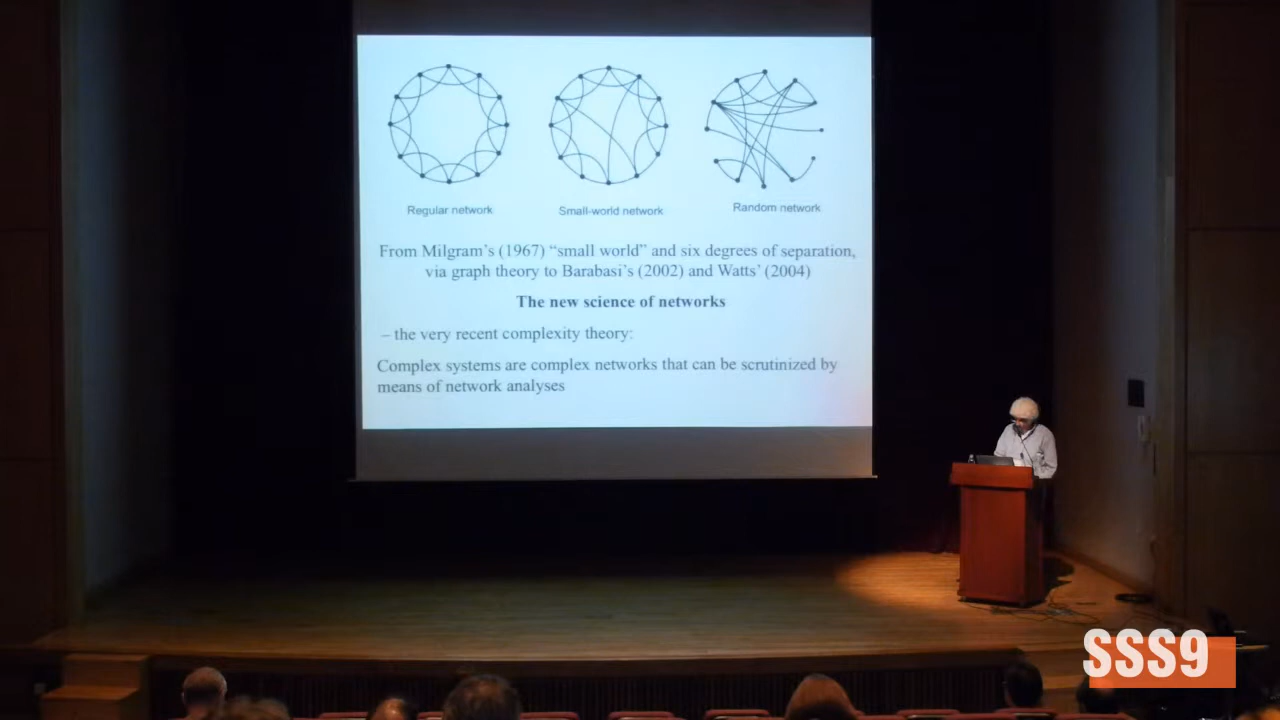 Regular network
Small-world network
Random network
From Milgram's (1967) “small world” and six degrees of separation,
via graph theory to Barabasi's (2002) and Watts' (2004)
The new science of networks
– the very recent complexity theory:
Complex systems are complex networks that can be scrutinized by
means of network analyses
SSS9